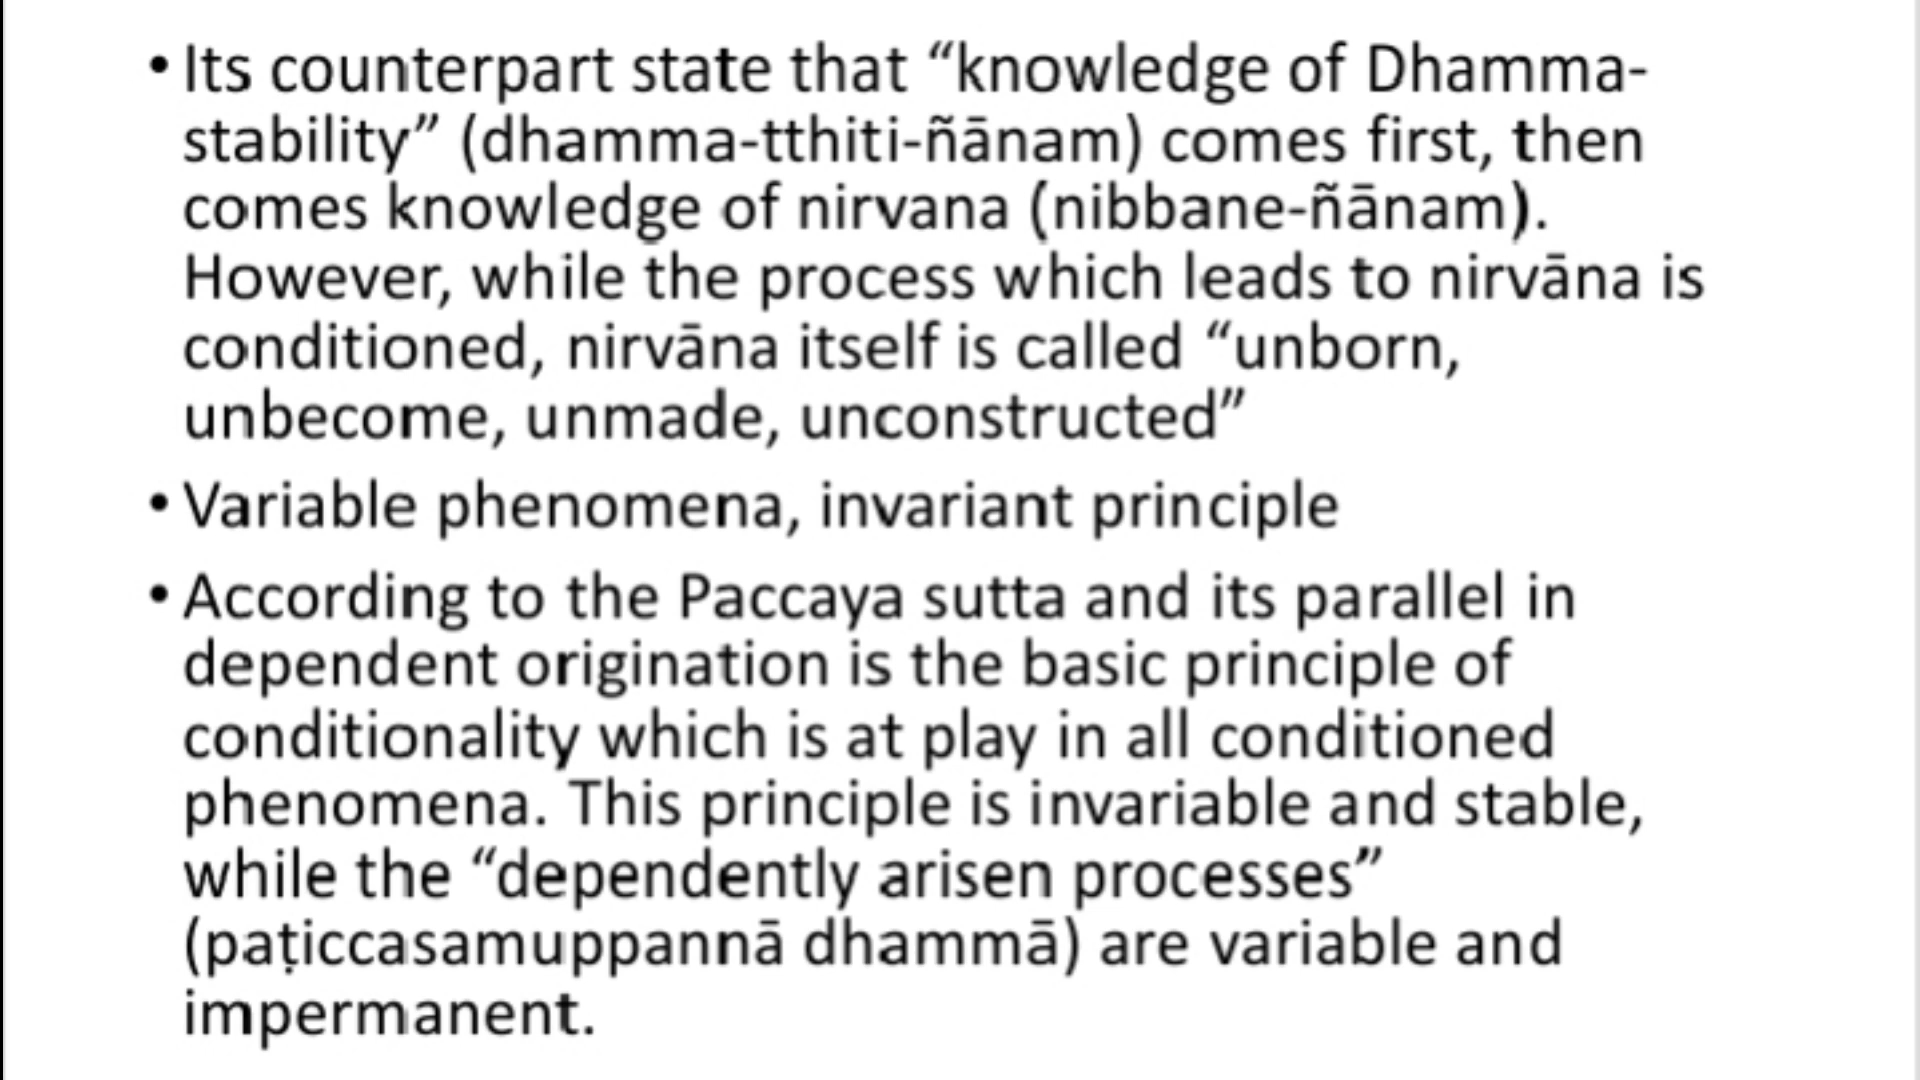 • Its counterpart state that “knowledge of Dhamma-
stability” (dhamma-tthiti-ñānam) comes first, then
comes knowledge of nirvana (nibbane-ñānam).
However, while the process which leads to nirvāna is
conditioned, nirvāna itself is called “unborn,
unbecome, unmade, unconstructed”
• Variable phenomena, invariant principle
• According to the Paccaya sutta and its parallel in
dependent origination is the basic principle of
conditionality which is at play in all conditioned
phenomena. This principle is invariable and stable,
while the “dependently arisen processes”
(paṭiccasamuppannā dhammā) are variable and
impermanent.